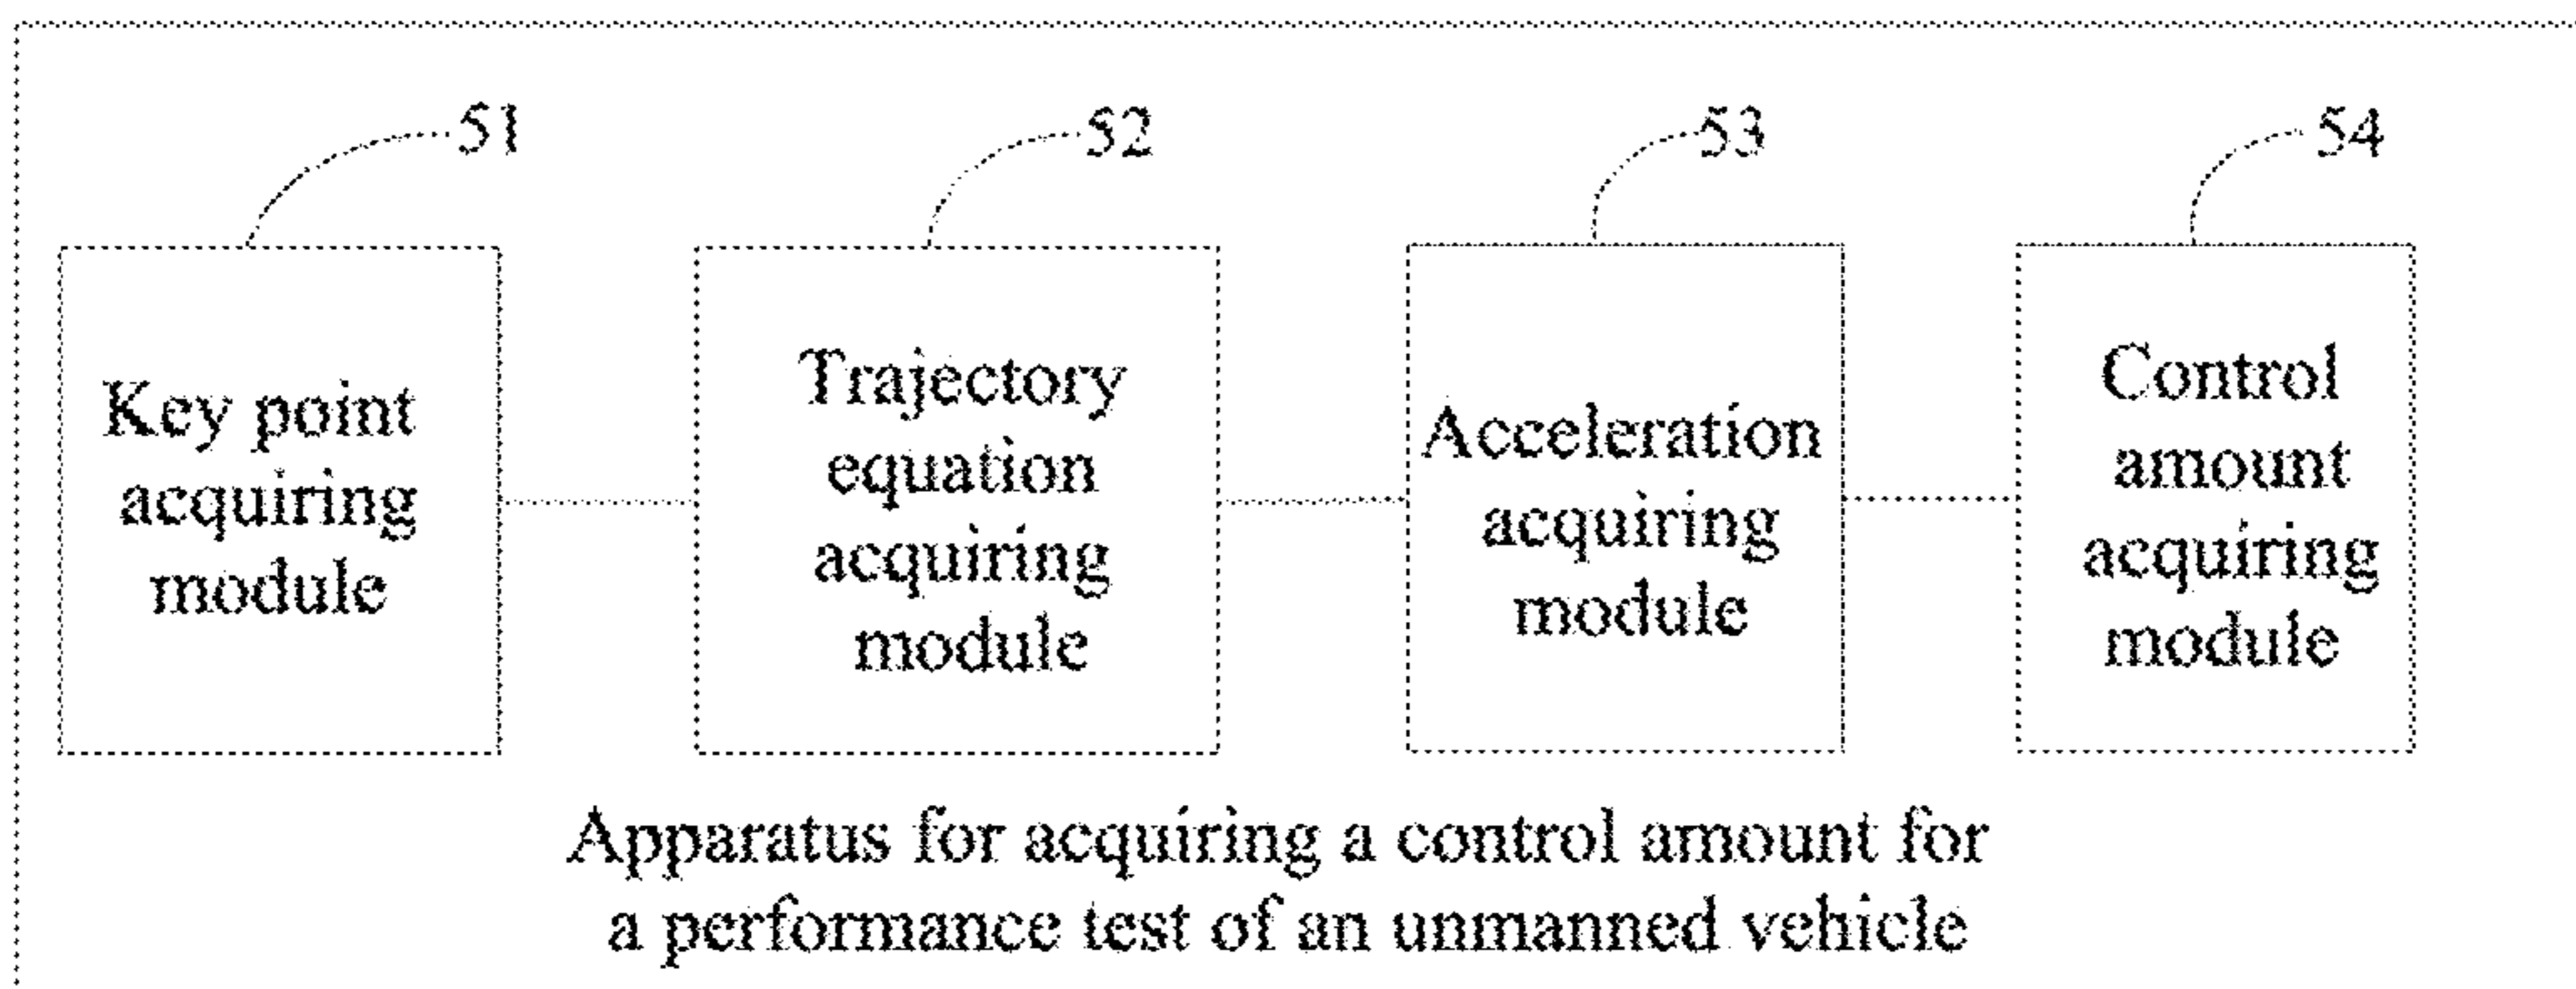 51
52
53
54
Key point
acquiring
module
Trajectory
equation
acquiring
module
Acceleration
acquiring
module
Control
amount
acquiring
module
Apparatus for acquiring a control amount for
a performance test of an unmanned vehicle